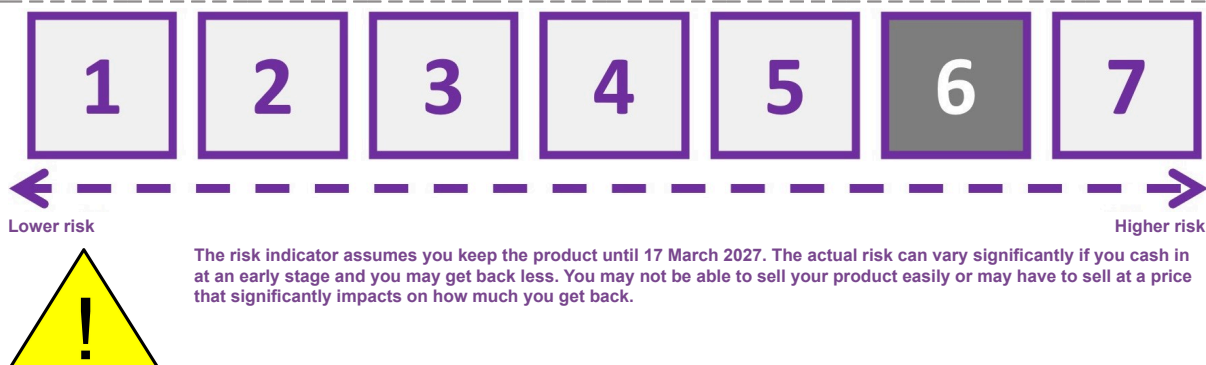 1 2 3 4 5 6 7
Lower risk Higher risk
The risk indicator assumes you keep the product until 17 March 2027. The actual risk can vary significantly if you cash in
at an early stage and you may get back less. You may not be able to sell your product easily or may have to sell at a price
that significantly impacts on how much you get back.
!